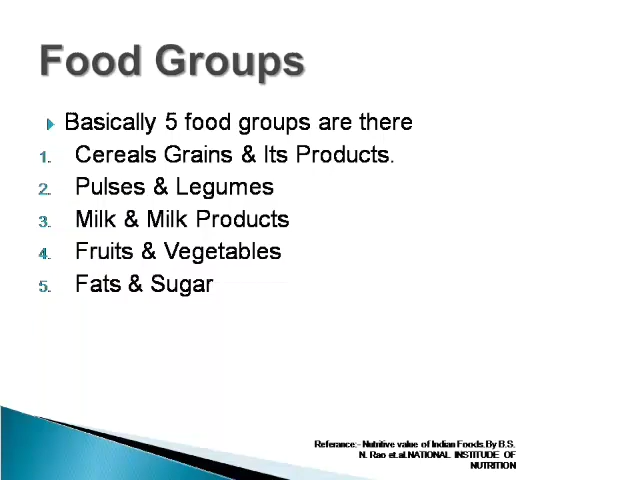 Food Groups
Basically 5 food groups are there
1. Cereals Grains & Its Products.
2. Pulses & Legumes
3. Milk & Milk Products
4. Fruits & Vegetables
5. Fats & Sugar
Referance:- Nutritive value of Indian Foods.By B.S.
N. Rao et.al.NATIONAL INSTITUDE OF
NUTRITION